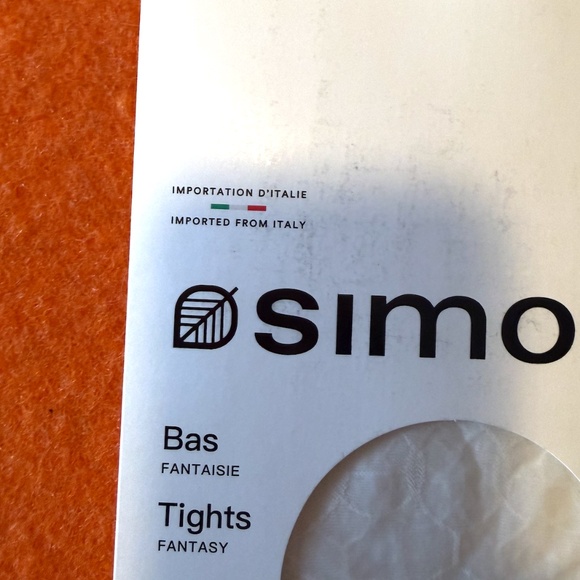 IMPORTATION D'ITALIE
IMPORTED FROM ITALY
simo
Bas
FANTAISIE
Tights
FANTASY